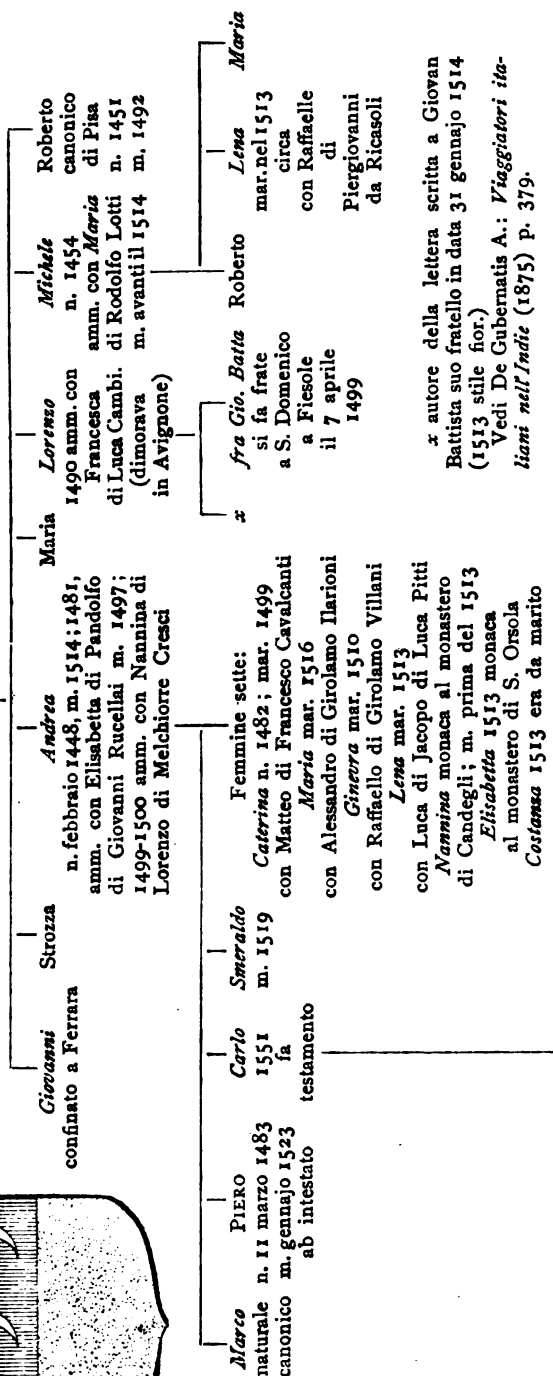 Giovanni
confinato a Ferrara
Strozza
Andrea
n. febbraio 1448, m. 1514; 1481,
amm. con Elisabetta di Pandolfo
di Giovanni Rucellai m. 1497;
1499-1500 amm. con Nannina di
Lorenzo di Melchiorre Cresci
Maria
Lorenzo
1490 amm. con
Francesca
di Luca Cambi.
(dimorava
in Avignone)
Michele
n. 1454
amm. con Maria
di Rodolfo Lotti
m. avanti il 1514
Roberto
canonico
di Pisa
n. 1451
m. 1492
Marco
naturale
canonico
PIERO
n. 11 marzo 1483
m. gennajo 1523
ab intestato
Carlo
1551
fa
testamento
Smeraldo
m. 1519
Femmine sette:
Caterina n. 1482; mar. 1499
con Matteo di Francesco Cavalcanti
Maria mar. 1516
con Alessandro di Girolamo Ilarioni
Ginevra mar. 1510
con Raffaello di Girolamo Villani
Lena mar. 1513
con Luca di Jacopo di Luca Pitti
Nannina monaca al monastero
di Candegli; m. prima del 1513
Elisabetta 1513 monaca
al monastero di S. Orsola
Costanza 1513 era da marito
x
fra Gio. Batta
si fa frate
a S. Domenico
a Fiesole
il 7 aprile
1499
Roberto
Lena
mar. nel 1513
circa
con Raffaelle
di
Piergiovanni
da Ricasoli
Maria
x autore della lettera scritta a Giovan
Battista suo fratello in data 31 gennajo 1514
(1513 stile fior.)
Vedi De Gubernatis A.: Viaggiatori ita-
liani nell'Indie (1875) p. 379.